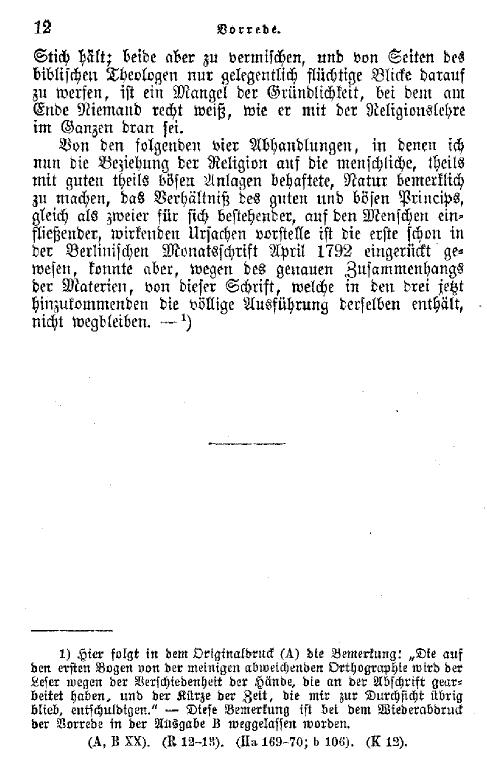 12 Vorrede.
Stich hält; beide aber zu vermischen, und von Seiten des
biblischen Theologen nur gelegentlich flüchtige Blicke darauf
zu werfen, ist ein Mangel der Gründlichkeit, bei dem am
Ende Niemand recht weiß, wie er mit der Religionslehre
im Ganzen dran sei.
Von den folgenden vier Abhandlungen, in denen ich
nun die Beziehung der Religion auf die menschliche, theils
mit guten theils bösen Anlagen behaftete, Natur bemerklich
zu machen, das Verhältniß des guten und bösen Princips,
gleich als zweier für sich bestehender, auf den Menschen ein-
fließender, wirkenden Ursachen vorstelle ist die erste schon in
der Berlinischen Monatsschrift April 1792 eingerückt ge-
wesen, konnte aber, wegen des genauen Zusammenhangs
der Materien, von dieser Schrift, welche in den drei jetzt
hinzukommenden die völlige Ausführung derselben enthält,
nicht wegbleiben. — ¹)
1) Hier folgt in dem Originaldruck (A) die Bemerkung: „Die auf
den ersten Bogen von der meinigen abweichenden Orthographie wird der
Leser wegen der Verschiedenheit der Hände, die an der Abschrift gear-
beitet haben, und der Kürze der Zeit, die mir zur Durchsicht übrig
blieb, entschuldigen.“ — Diese Bemerkung ist bei dem Wiederabdruck
der Vorrede in der Ausgabe B weggelassen worden.
(A, B XX). (R 12-13). (Ha 169-70; b 106). (K 12).